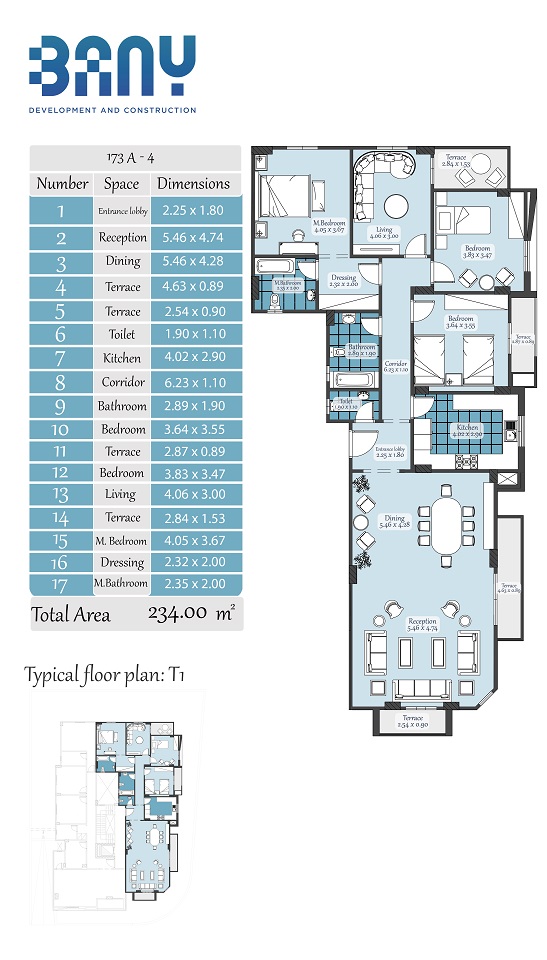 BANY
DEVELOPMENT AND CONSTRUCTION
173 A - 4
Number Space Dimensions
1 Entrance lobby 2.25 x 1.80
2 Reception 5.46 x 4.74
3 Dining 5.46 x 4.28
4 Terrace 4.63 x 0.89
5 Terrace 2.54 x 0.90
6 Toilet 1.90 x 1.10
7 Kitchen 4.02 x 2.90
8 Corridor 6.23 x 1.10
9 Bathroom 2.89 x 1.90
10 Bedroom 3.64 x 3.55
11 Terrace 2.87 x 0.89
12 Bedroom 3.83 x 3.47
13 Living 4.06 x 3.00
14 Terrace 2.84 x 1.53
15 M. Bedroom 4.05 x 3.67
16 Dressing 2.32 x 2.00
17 M.Bathroom 2.35 x 2.00
Total Area 234.00 m²
Typical floor plan: T1
Terrace
2.84 x 1.53
M.Bedroom
4.05 x 3.67
Living
4.06 x 3.00
Bedroom
3.83 x 3.47
Dressing
2.32 x 2.00
M.Bathroom
2.35 x 2.00
Bedroom
3.64 x 3.55
Terrace
Bathroom
2.89 x 1.90
Corridor
6.23 x 1.10
Toilet
1.90 x 1.10
Kitchen
4.02 x 2.90
Entrance lobby
2.25 x 1.80
Dining
5.46 x 4.28
Terrace
4.63 x 0.89
Reception
5.46 x 4.74
Terrace
2.54 x 0.90